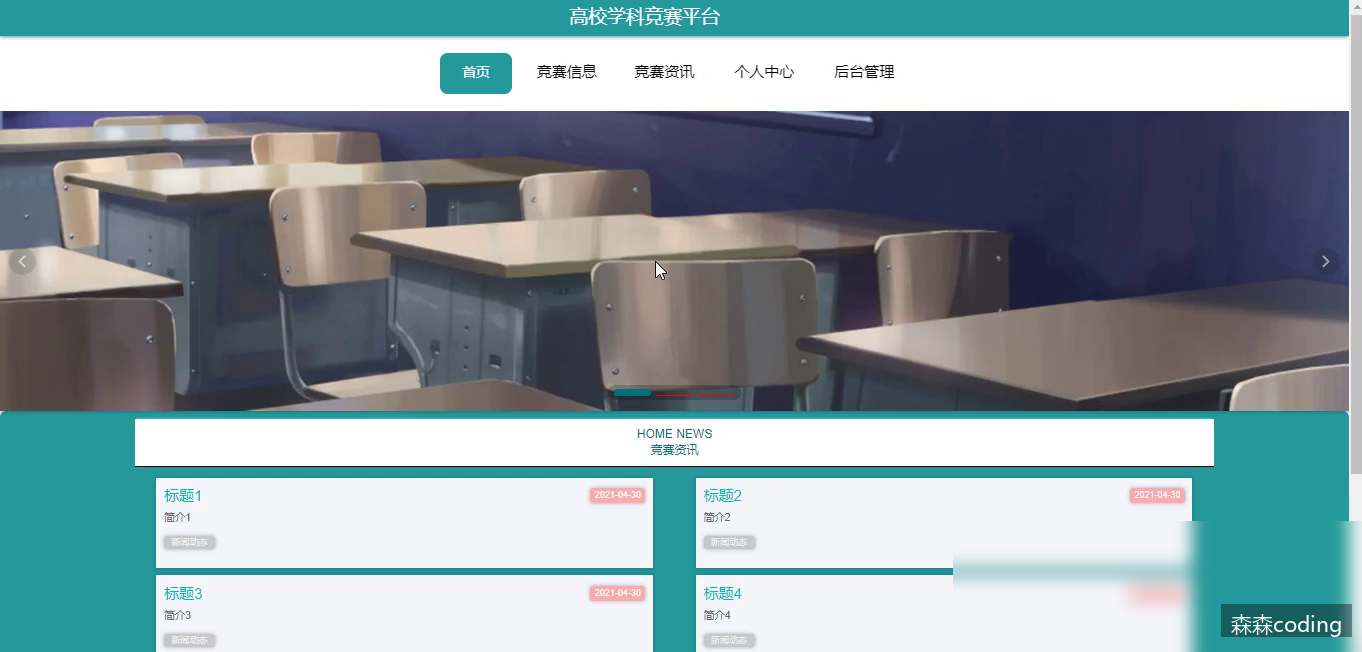 高校学科竞赛平台
首页 竞赛信息 竞赛资讯 个人中心 后台管理
HOME NEWS
竞赛资讯
标题1 2021-04-30
简介1
新闻动态
标题2 2021-04-30
简介2
新闻动态
标题3 2021-04-30
简介3
新闻动态
标题4
简介4
新闻动态
森森coding